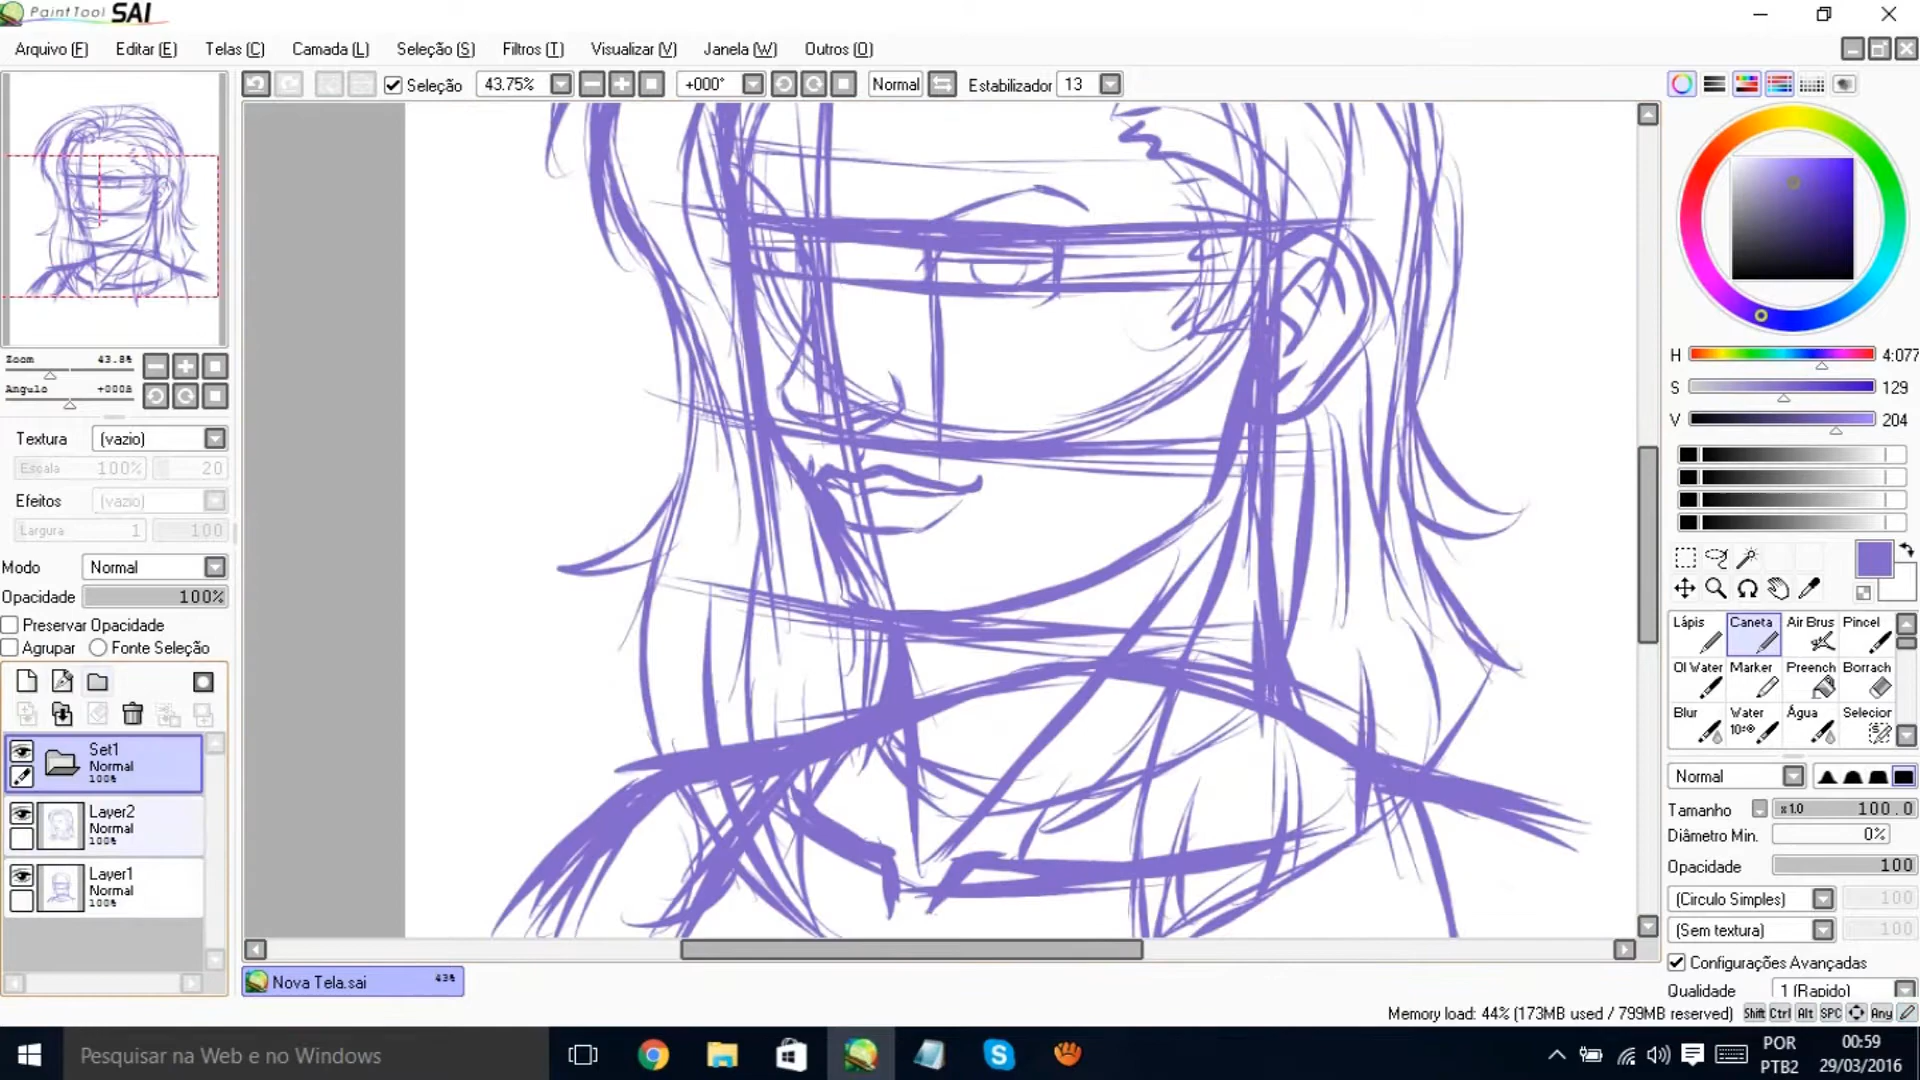 PaintTool SAI
Arquivo (F) Editar (E) Telas (C) Camada (L) Seleção (S) Filtros (T) Visualizar (V) Janela (W) Outros (O)
Seleção 43.75% +000° Normal Estabilizador 13
Zoom 43.8%
Angulo +000
Textura (vazio)
Escala 100% 20
Efeitos (vazio)
Largura 1 100
Modo Normal
Opacidade 100%
Preservar Opacidade
Agrupar Fonte Seleção
Set1
Normal
100%
Layer2
Normal
100%
Layer1
Normal
100%
Nova Tela.sai 43%
H 4:077
S 129
V 204
Lápis Caneta Air Brus Pincel
Ol Water Marker Preench Borrach
Blur Water Água Selecior
Normal
Tamanho x1.0 100.0
Diâmetro Min. 0%
Opacidade 100
(Circulo Simples) 100
(Sem textura) 100
Configurações Avançadas
Qualidade 1 (Rapido)
Memory load: 44% (173MB used / 799MB reserved) Shift Ctrl Alt SPC Any
Pesquisar na Web e no Windows
POR
PTB2
00:59
29/03/2016